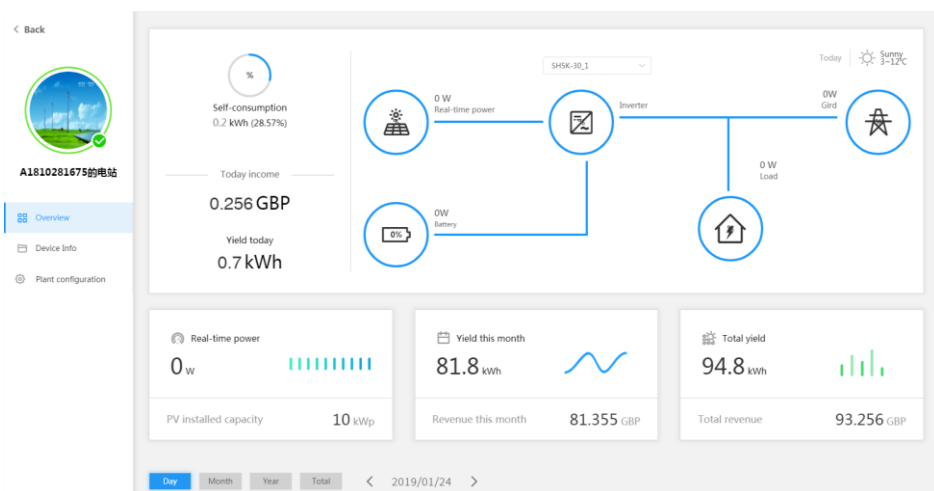 Back
A1810281675的电站
Overview
Device Info
Plant configuration
%
Self-consumption
0.2 kWh (28.57%)
Today income
0.256 GBP
Yield today
0.7 kWh
SH5K-30_1
Today
Sunny
3~12℃
0 W
Real-time power
Inverter
0W
Gird
0W
Battery
0%
0 W
Load
Real-time power
0 W
PV installed capacity 10 kWp
Yield this month
81.8 kWh
Revenue this month 81.355 GBP
Total yield
94.8 kWh
Total revenue 93.256 GBP
Day Month Year Total 2019/01/24